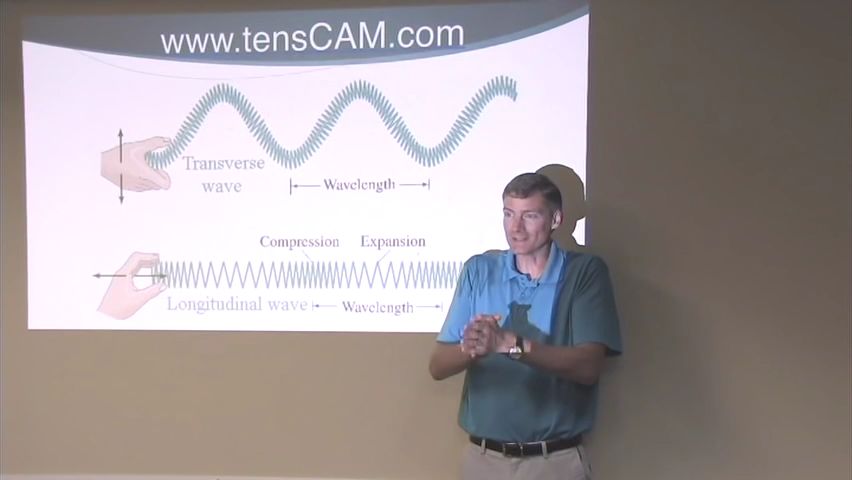 www.tensCAM.com
Transverse
wave
Wavelength
Compression Expansion
Longitudinal wave
Wavelength